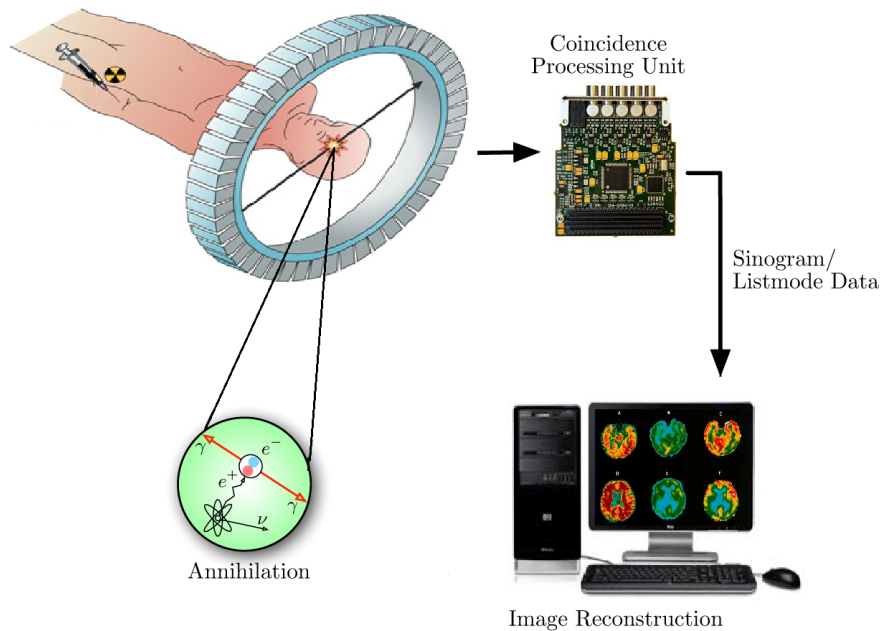 Coincidence
Processing Unit
Sinogram/
Listmode Data
γ
e⁻
e⁺
γ
ν
Annihilation
A
C
D
F
Image Reconstruction